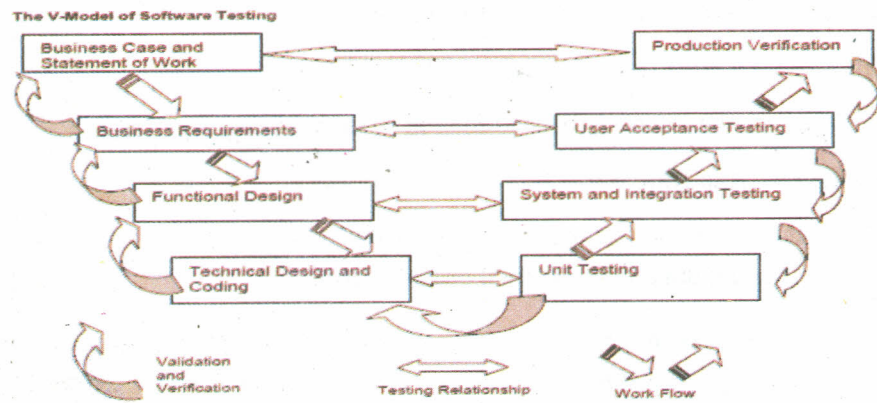 The V-Model of Software Testing
Business Case and
Statement of Work
Production Verification
Business Requirements
User Acceptance Testing
Functional Design
System and Integration Testing
Technical Design and
Coding
Unit Testing
Validation
and
Verification
Testing Relationship
Work Flow